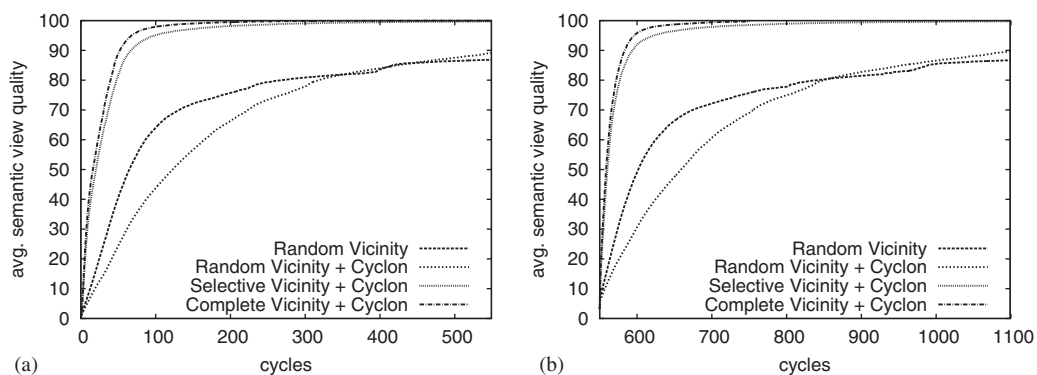 100
90
80
70
60
50
40
30
20
10
0
avg. semantic view quality
Random Vicinity
Random Vicinity + Cyclon
Selective Vicinity + Cyclon
Complete Vicinity + Cyclon
0 100 200 300 400 500
cycles
(a)
100
90
80
70
60
50
40
30
20
10
0
avg. semantic view quality
Random Vicinity
Random Vicinity + Cyclon
Selective Vicinity + Cyclon
Complete Vicinity + Cyclon
600 700 800 900 1000 1100
cycles
(b)